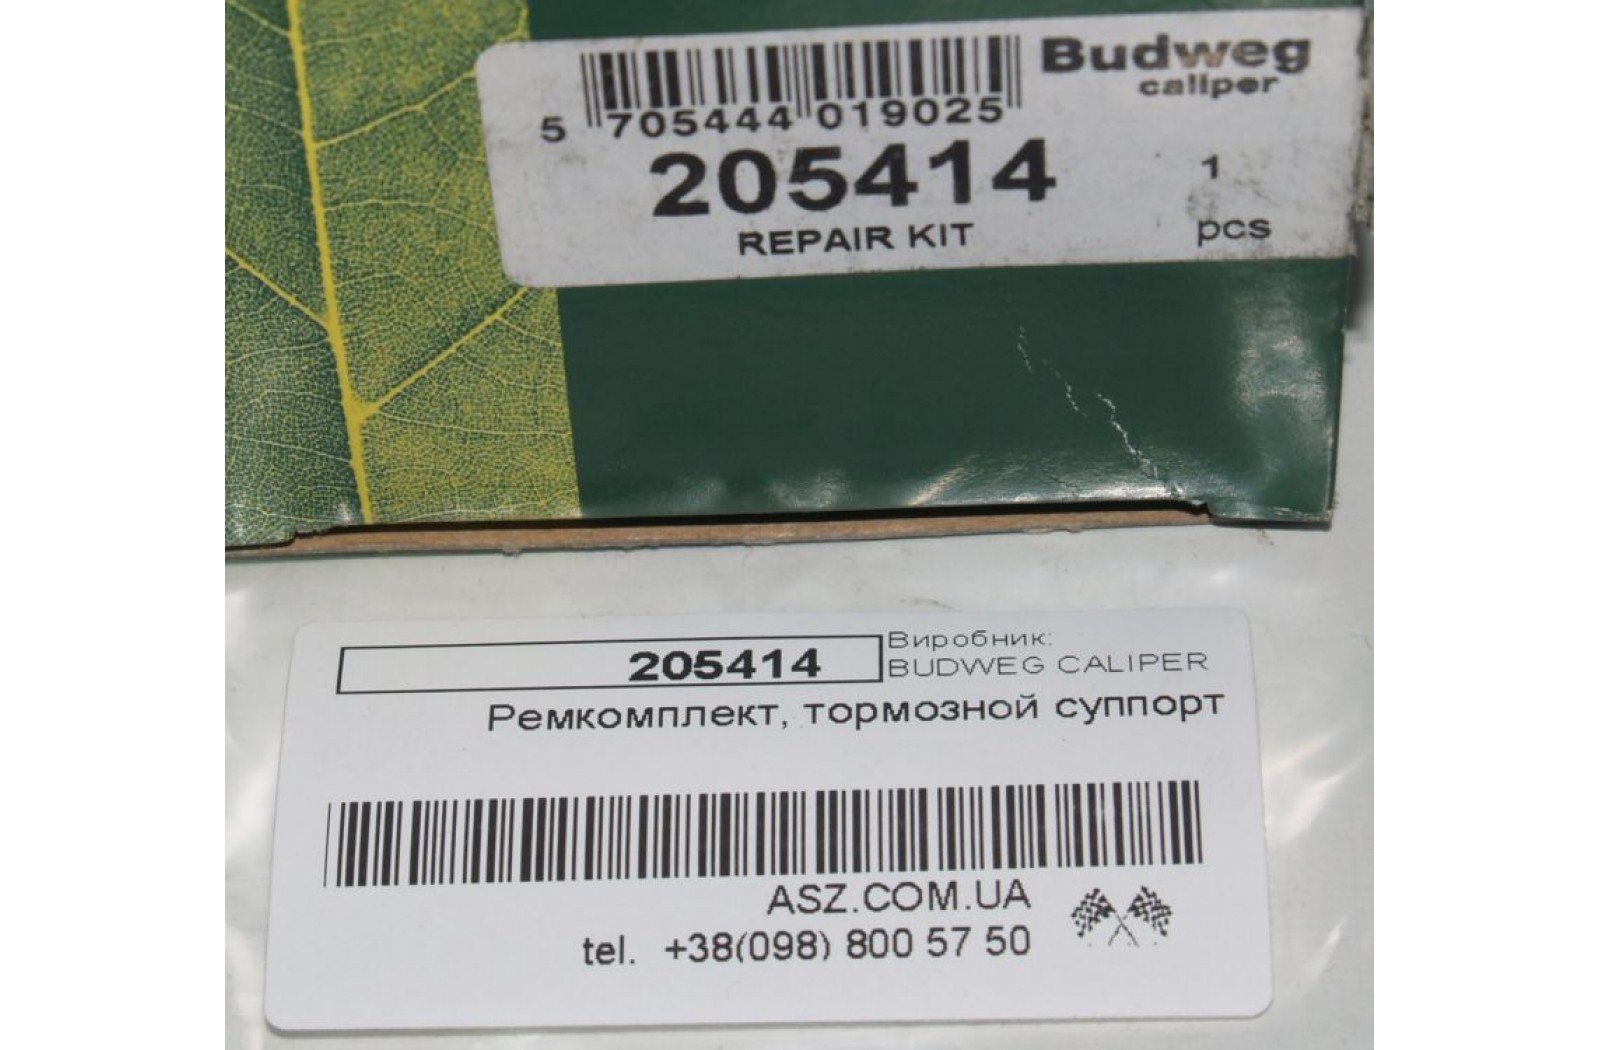 Budweg
caliper
5 705444 019025
205414
1
REPAIR KIT
pcs
205414
Виробник:
BUDWEG CALIPER
Ремкомплект, тормозной суппорт
ASZ.COM.UA
tel. +38(098) 800 57 50